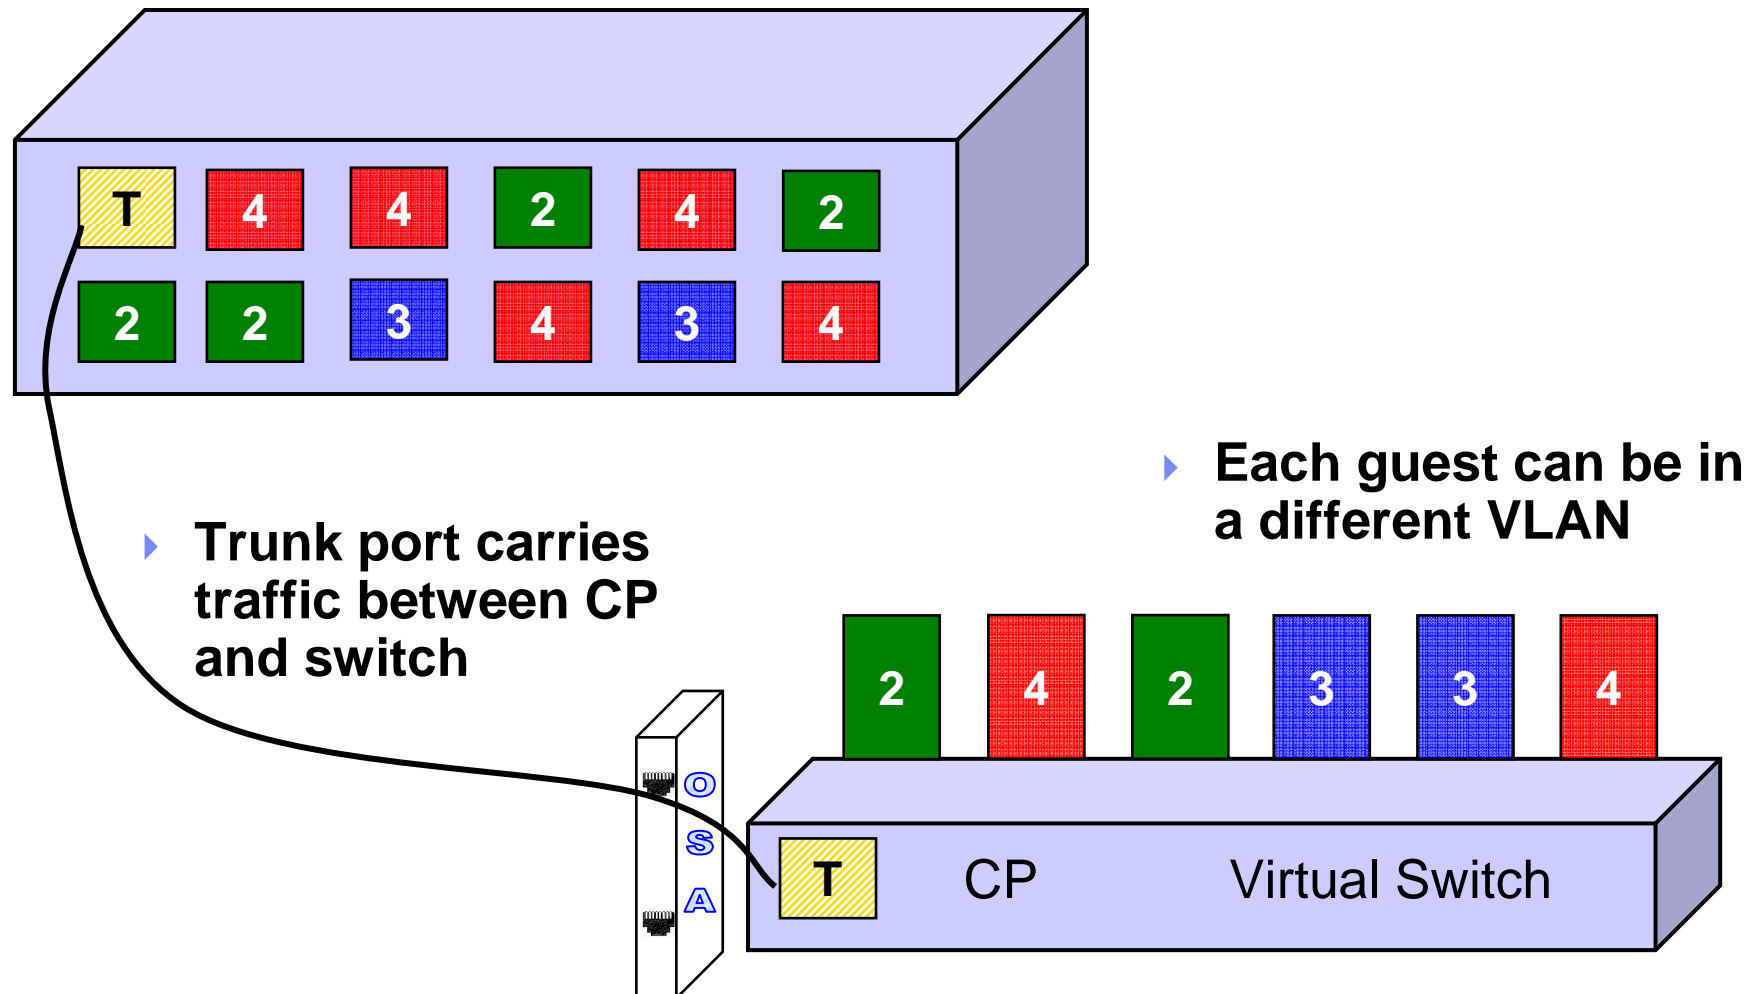 T 4 4 2 4 2
2 2 3 4 3 4
Each guest can be in
a different VLAN
Trunk port carries
traffic between CP
and switch
2 4 2 3 3 4
O
S
A
T CP Virtual Switch